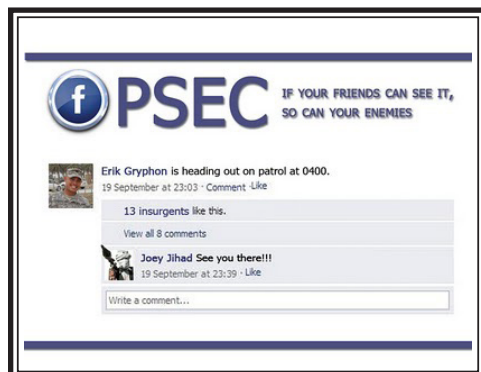 fPSEC
IF YOUR FRIENDS CAN SEE IT,
SO CAN YOUR ENEMIES
Erik Gryphon is heading out on patrol at 0400.
19 September at 23:03 · Comment · Like
13 insurgents like this.
View all 8 comments
Joey Jihad See you there!!!
19 September at 23:39 · Like
Write a comment...